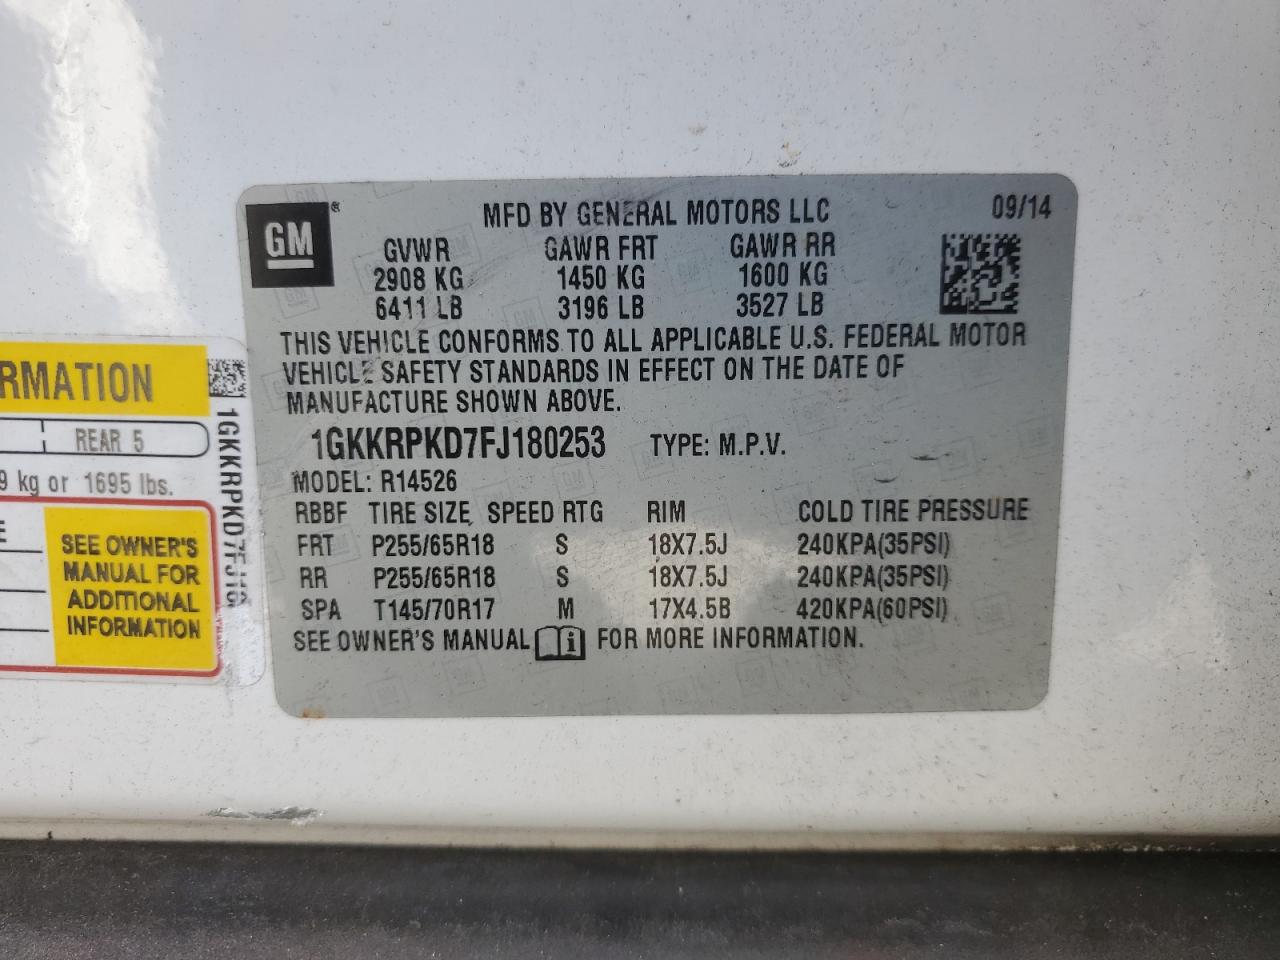 GM®
MFD BY GENERAL MOTORS LLC 09/14
GVWR GAWR FRT GAWR RR
2908 KG 1450 KG 1600 KG
6411 LB 3196 LB 3527 LB
THIS VEHICLE CONFORMS TO ALL APPLICABLE U.S. FEDERAL MOTOR
VEHICLE SAFETY STANDARDS IN EFFECT ON THE DATE OF
MANUFACTURE SHOWN ABOVE.
1GKKRPKD7FJ180253 TYPE: M.P.V.
MODEL: R14526
RBBF TIRE SIZE SPEED RTG RIM COLD TIRE PRESSURE
FRT P255/65R18 S 18X7.5J 240KPA(35PSI)
RR P255/65R18 S 18X7.5J 240KPA(35PSI)
SPA T145/70R17 M 17X4.5B 420KPA(60PSI)
SEE OWNER'S MANUAL i FOR MORE INFORMATION.
RMATION
REAR 5
9 kg or 1695 lbs.
E
SEE OWNER'S
MANUAL FOR
ADDITIONAL
INFORMATION
1GKKRPKD7FJ18